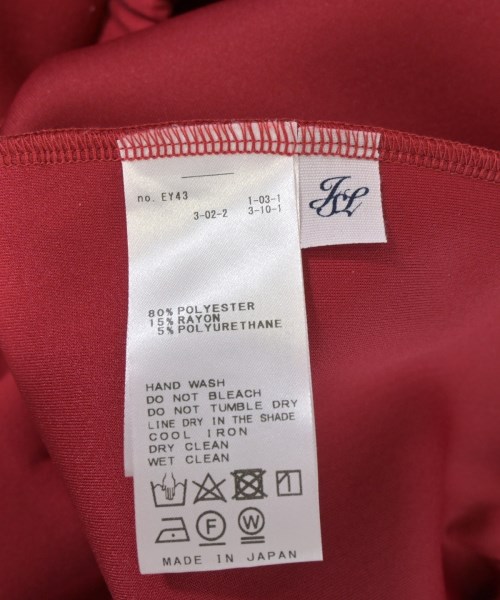 no. EY43 1-03-1
3-02-2 3-10-1
80% POLYESTER
15% RAYON
5% POLYURETHANE
HAND WASH
DO NOT BLEACH
DO NOT TUMBLE DRY
LINE DRY IN THE SHADE
COOL IRON
DRY CLEAN
WET CLEAN
F W
MADE IN JAPAN